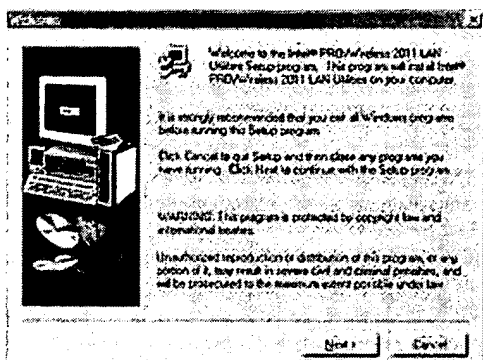 Welcome
Welcome to the Intel® PRO/Wireless 2011 LAN
Utilities Setup program. This program will install Intel®
PRO/Wireless 2011 LAN Utilities on your computer.
It is strongly recommended that you exit all Windows programs
before running this Setup program.
Click Cancel to quit Setup and then close any programs you
have running. Click Next to continue with the Setup program.
WARNING: This program is protected by copyright law and
international treaties.
Unauthorized reproduction or distribution of this program, or any
portion of it, may result in severe civil and criminal penalties, and
will be prosecuted to the maximum extent possible under law.
Next >
Cancel